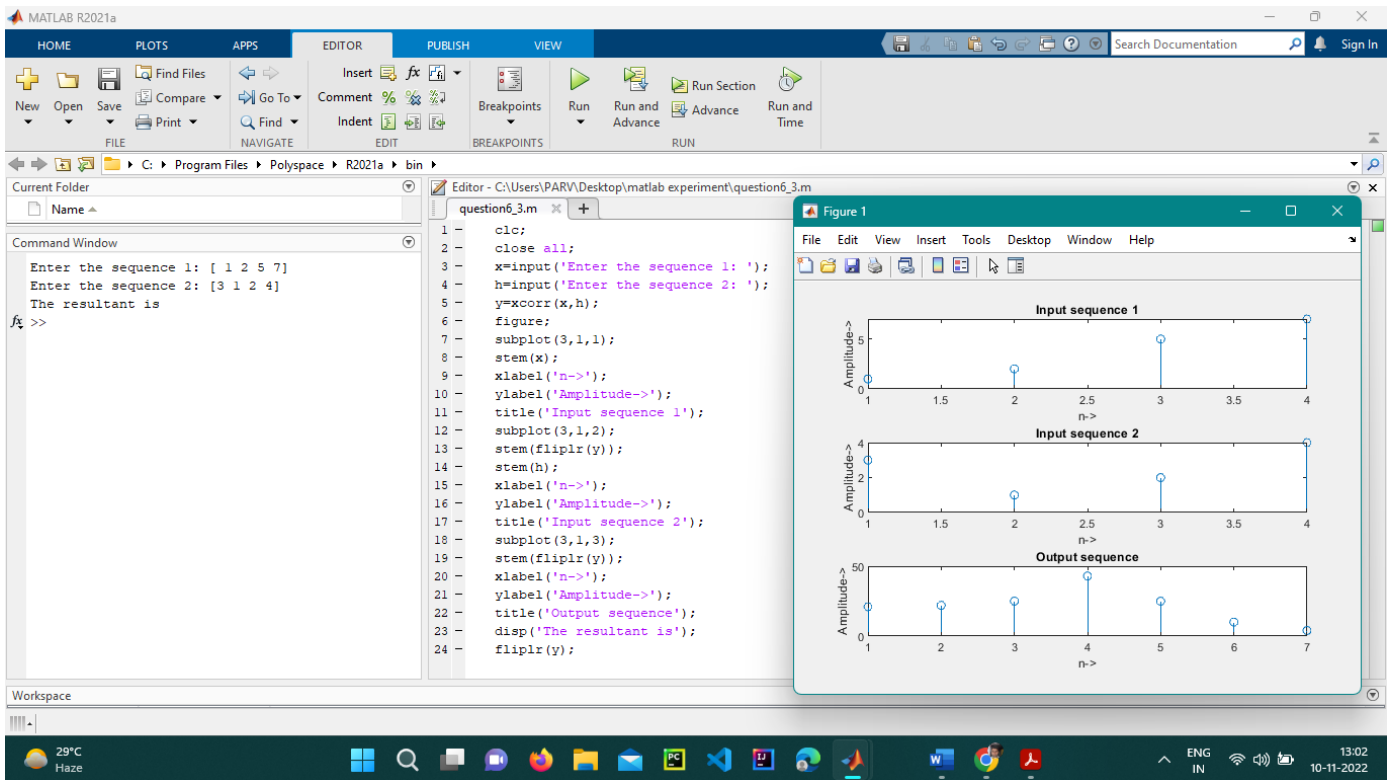 MATLAB R2021a
HOME PLOTS APPS EDITOR PUBLISH VIEW
Search Documentation
Sign In
New Open Save
Find Files
Compare
Print
FILE
Go To
Find
NAVIGATE
Insert fx
Comment
Indent
EDIT
Breakpoints
BREAKPOINTS
Run
Run and Advance
Run Section
Advance
Run and Time
RUN
C: Program Files Polyspace R2021a bin
Current Folder
Name
Command Window
Enter the sequence 1: [ 1 2 5 7]
Enter the sequence 2: [3 1 2 4]
The resultant is
fx >>
Editor - C:\Users\PARV\Desktop\matlab experiment\question6_3.m
question6_3.m +
1 - clc;
2 - close all;
3 - x=input('Enter the sequence 1: ');
4 - h=input('Enter the sequence 2: ');
5 - y=xcorr(x,h);
6 - figure;
7 - subplot(3,1,1);
8 - stem(x);
9 - xlabel('n->');
10 - ylabel('Amplitude->');
11 - title('Input sequence 1');
12 - subplot(3,1,2);
13 - stem(fliplr(y));
14 - stem(h);
15 - xlabel('n->');
16 - ylabel('Amplitude->');
17 - title('Input sequence 2');
18 - subplot(3,1,3);
19 - stem(fliplr(y));
20 - xlabel('n->');
21 - ylabel('Amplitude->');
22 - title('Output sequence');
23 - disp('The resultant is');
24 - fliplr(y);
Figure 1
File Edit View Insert Tools Desktop Window Help
Input sequence 1
Amplitude->
5
0
1 1.5 2 2.5 3 3.5 4
n->
Input sequence 2
Amplitude->
4
2
0
1 1.5 2 2.5 3 3.5 4
n->
Output sequence
Amplitude->
50
0
1 2 3 4 5 6 7
n->
Workspace
29°C
Haze
PC
IJ
W
ENG
IN
13:02
10-11-2022